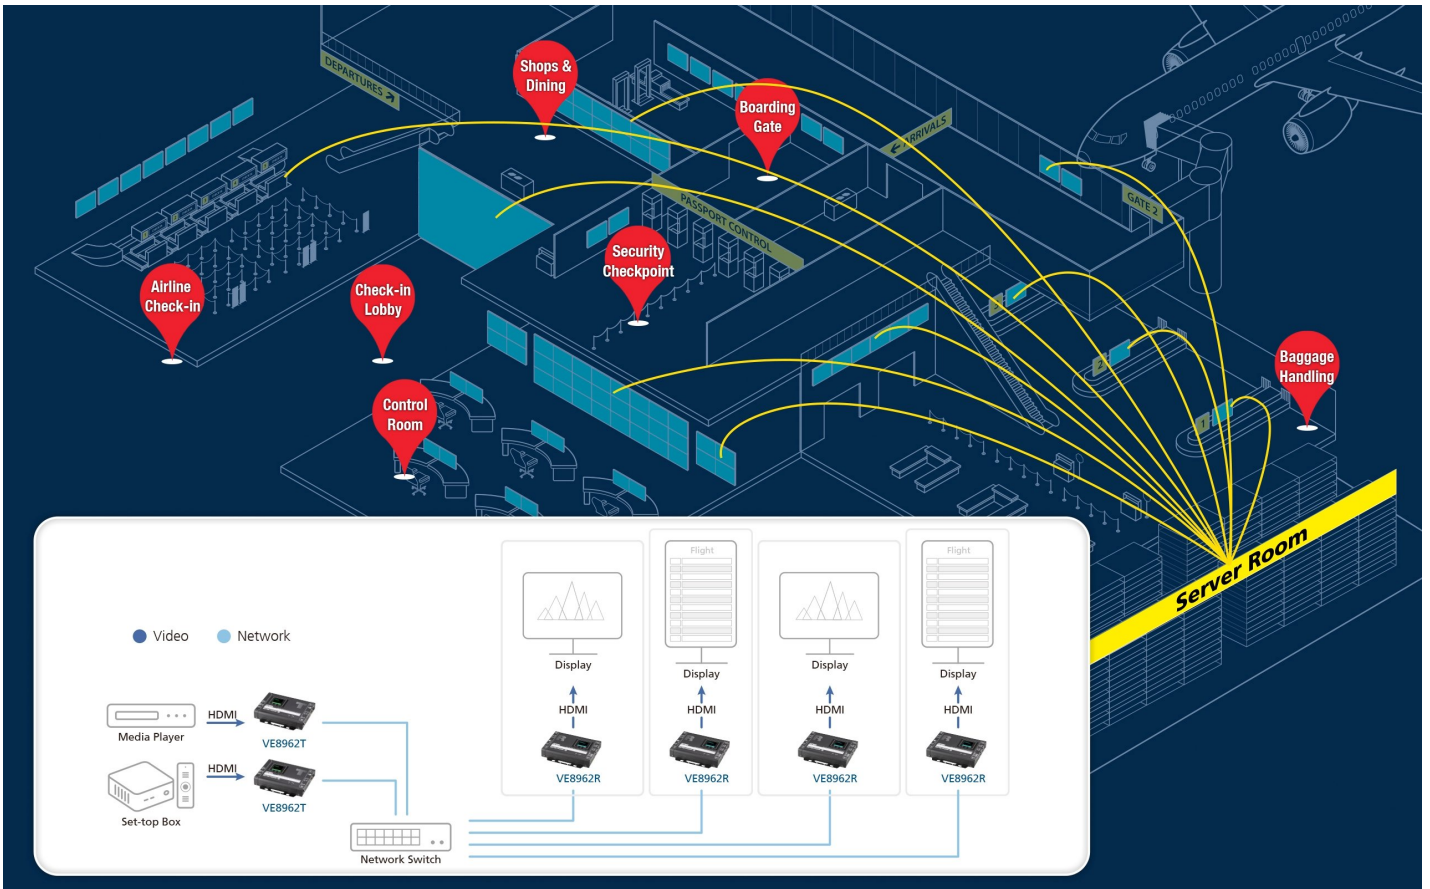 DEPARTURES
Shops &
Dining
Boarding
Gate
ARRIVALS
GATE 2
PASSPORT CONTROL
Security
Checkpoint
Airline
Check-in
Check-in
Lobby
Control
Room
Baggage
Handling
2
1
Server Room
Video
Network
Flight
Flight
Display
Display
Display
Display
HDMI
HDMI
HDMI
HDMI
VE8962R
VE8962R
VE8962R
VE8962R
HDMI
Media Player
VE8962T
HDMI
Set-top Box
VE8962T
Network Switch